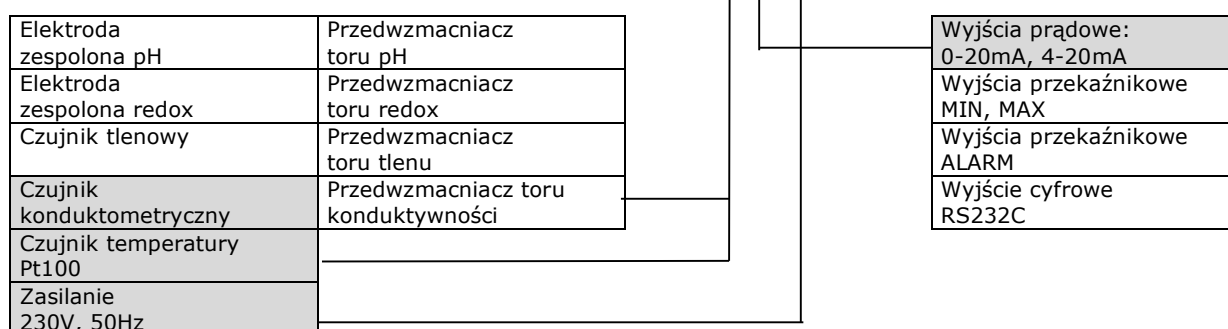 Elektroda
zespolona pH
Przedwzmacniacz
toru pH
Elektroda
zespolona redox
Przedwzmacniacz
toru redox
Czujnik tlenowy
Przedwzmacniacz
toru tlenu
Czujnik
konduktometryczny
Przedwzmacniacz toru
konduktywności
Czujnik temperatury
Pt100
Zasilanie
230V, 50Hz
Wyjścia prądowe:
0-20mA, 4-20mA
Wyjścia przekaźnikowe
MIN, MAX
Wyjścia przekaźnikowe
ALARM
Wyjście cyfrowe
RS232C